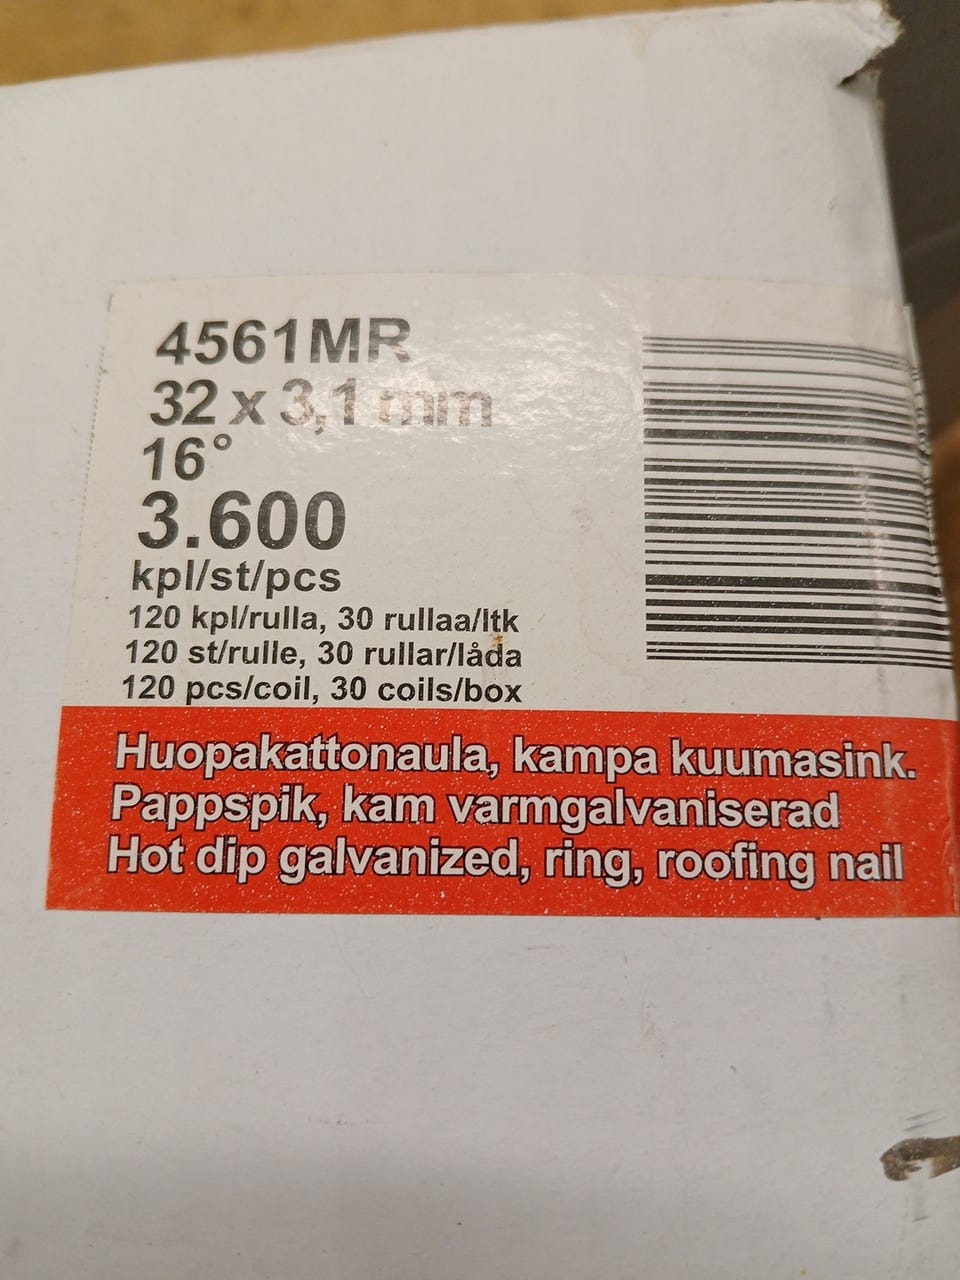 4561MR
32 x 3,1 mm
16°
3.600
kpl/st/pcs
120 kpl/rulla, 30 rullaa/ltk
120 st/rulle, 30 rullar/låda
120 pcs/coil, 30 coils/box
Huopakattonaula, kampa kuumasink.
Pappspik, kam varmgalvaniserad
Hot dip galvanized, ring, roofing nail